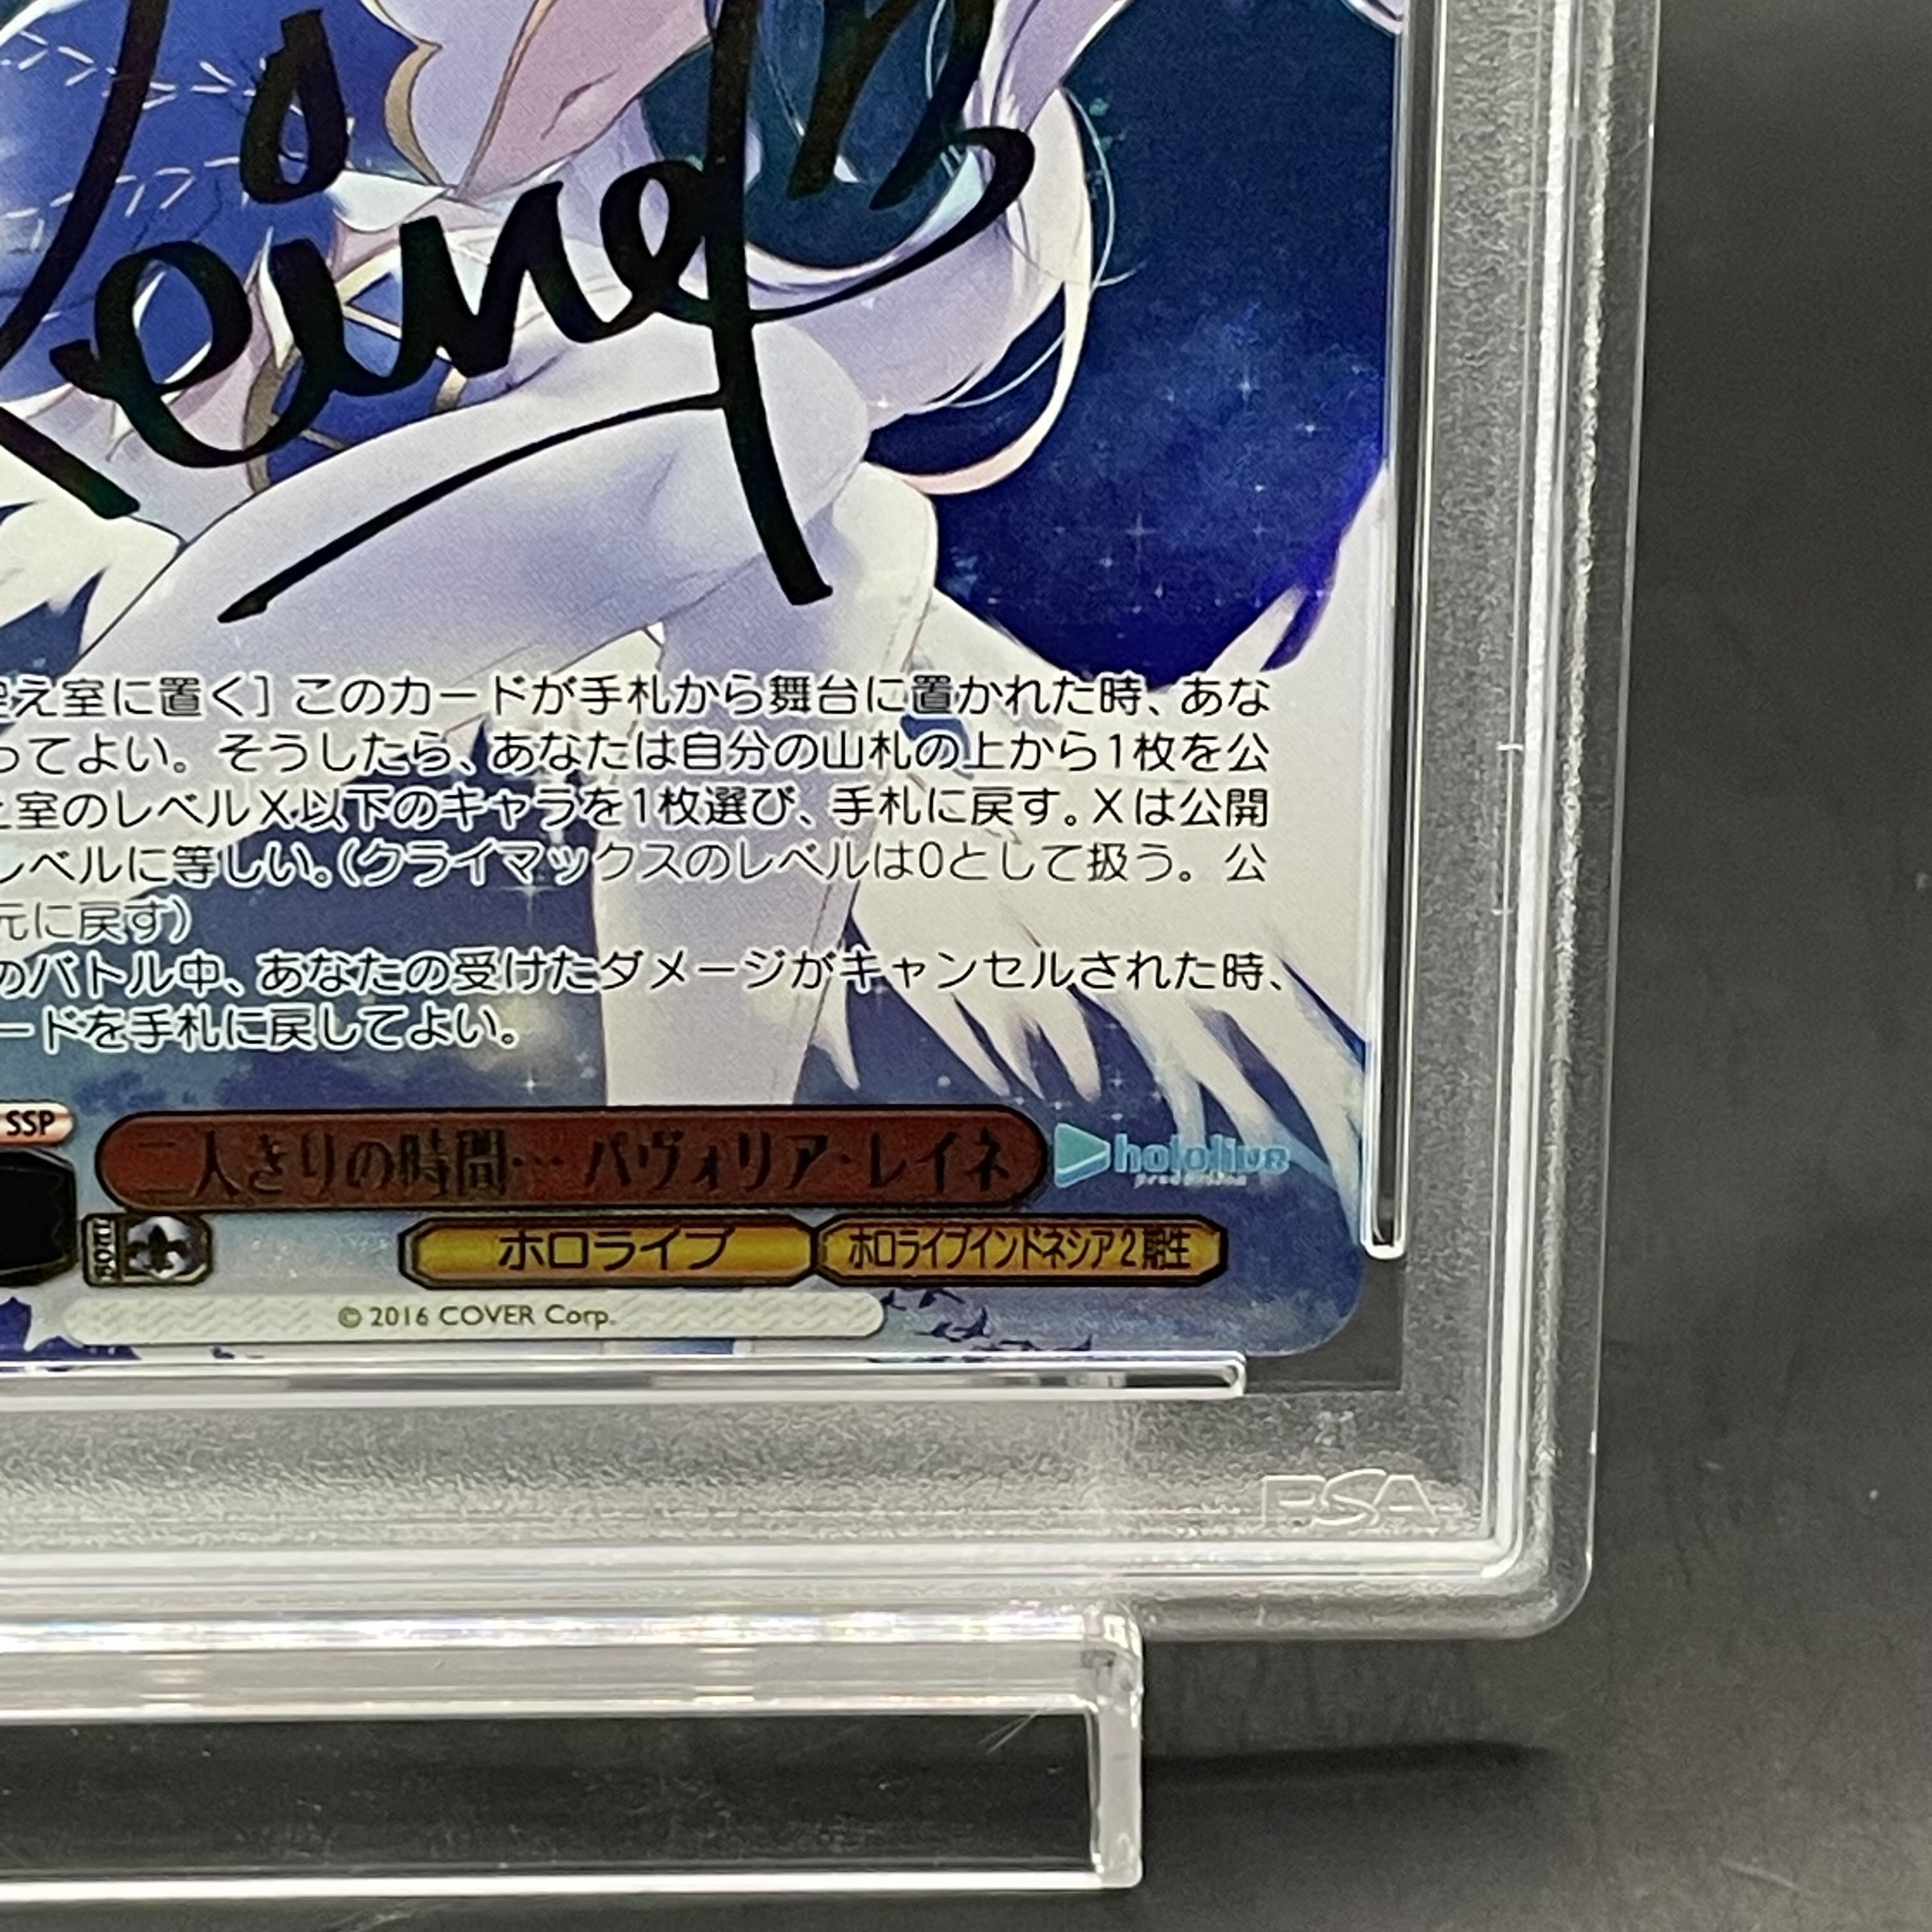 Reine
控え室に置く] このカードが手札から舞台に置かれた時、あな
ってよい。そうしたら、あなたは自分の山札の上から1枚を公
え室のレベルX以下のキャラを1枚選び、手札に戻す。Xは公開
レベルに等しい。(クライマックスのレベルは0として扱う。公
元に戻す)
のバトル中、あなたの受けたダメージがキャンセルされた時、
ードを手札に戻してよい。
SSP
二人きりの時間… パヴォリア・レイネ
hololive
production
ホロライブ
ホロライブインドネシア2期生
© 2016 COVER Corp.
PSA